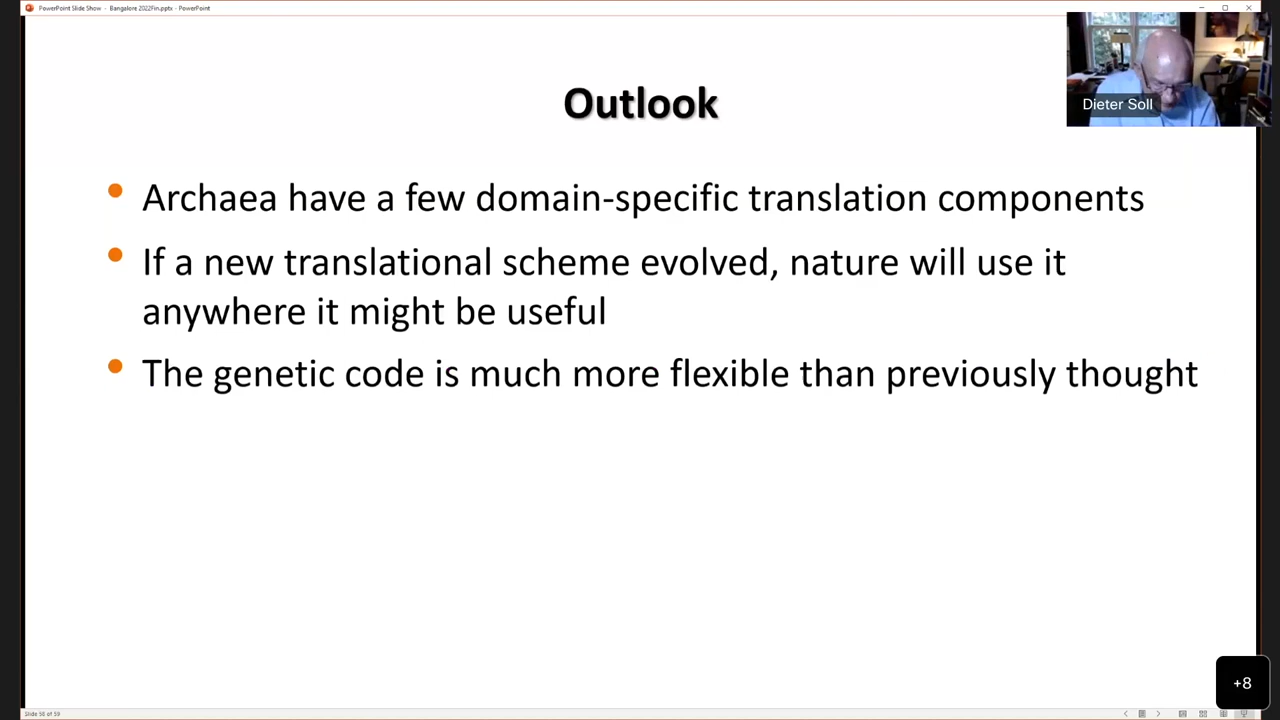 PowerPoint Slide Show - Bangalore 2022Fin.pptx - PowerPoint
Outlook
Dieter Soll
Archaea have a few domain-specific translation components
If a new translational scheme evolved, nature will use it
anywhere it might be useful
The genetic code is much more flexible than previously thought
+8
Slide 58 of 59